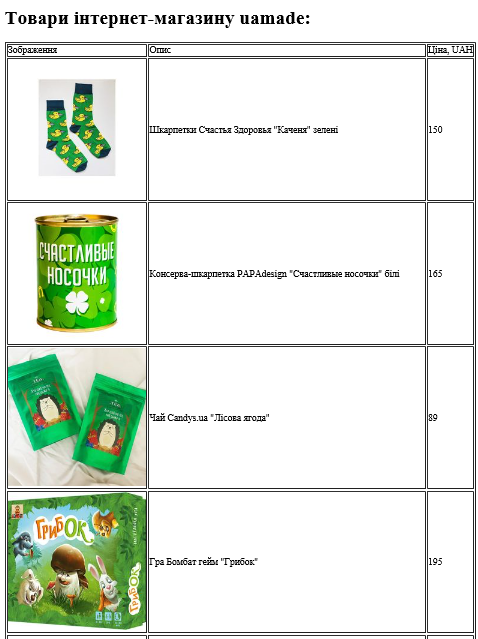 Товари інтернет-магазину uamade:
Зображення Опис Ціна, UAH
Шкарпетки Счастья Здоровья "Каченя" зелені 150
СЧАСТЛИВЫЕ
НОСОЧКИ
Консерва-шкарпетка PAPAdesign "Счастливые носочки" білі 165
Чай Candys.ua "Лісова ягода" 89
ГРИБОК
Гра Бомбат гейм "Грибок" 195
ГРИБОК